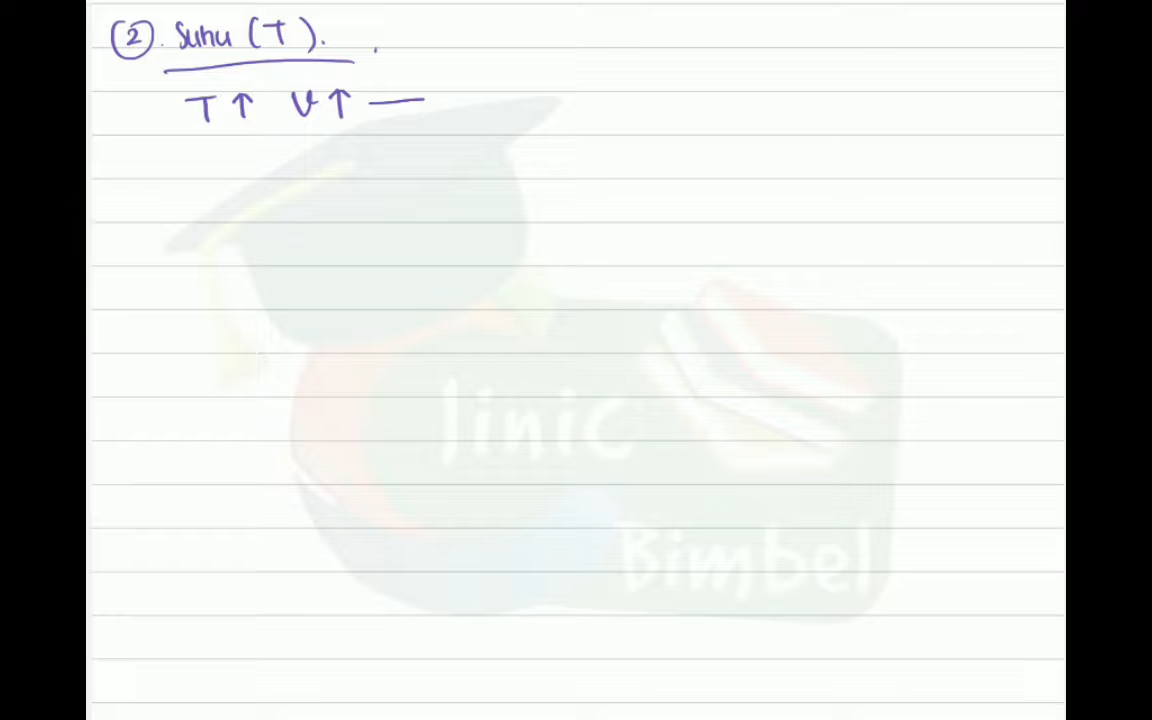 (2). Suhu (T).
T ↑ v ↑ —
Jinic
Bimbel